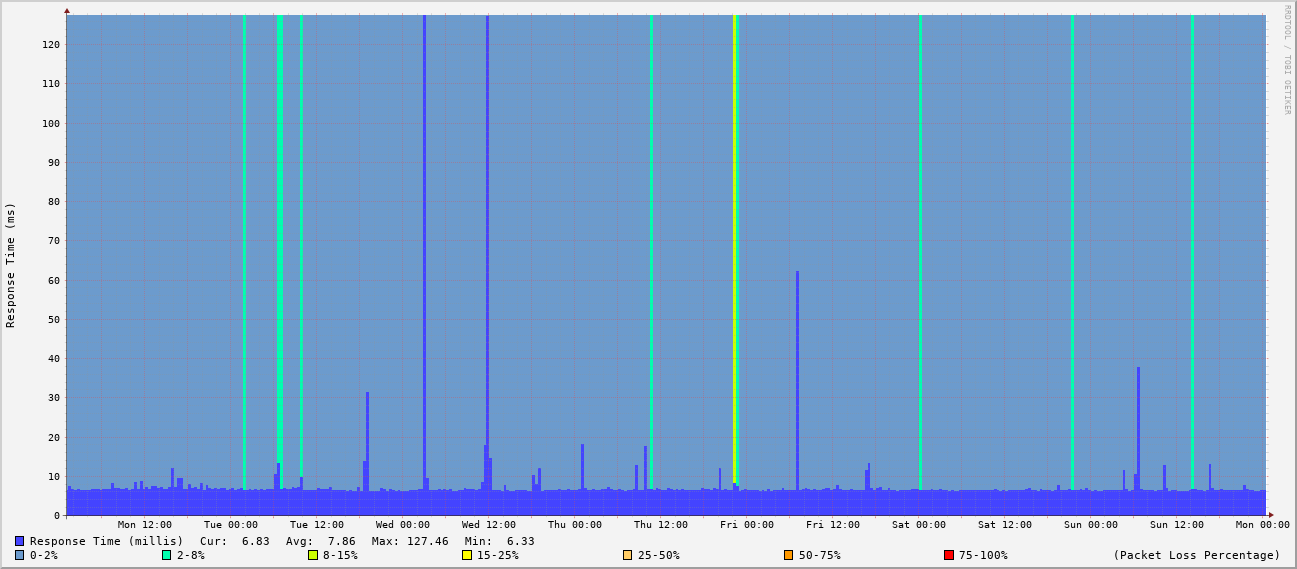 RRDTOOL / TOBI OETIKER
Response Time (ms)
120
110
100
90
80
70
60
50
40
30
20
10
0
Mon 12:00 Tue 00:00 Tue 12:00 Wed 00:00 Wed 12:00 Thu 00:00 Thu 12:00 Fri 00:00 Fri 12:00 Sat 00:00 Sat 12:00 Sun 00:00 Sun 12:00 Mon 00:00
Response Time (millis) Cur: 6.83 Avg: 7.86 Max: 127.46 Min: 6.33
0-2% 2-8% 8-15% 15-25% 25-50% 50-75% 75-100% (Packet Loss Percentage)